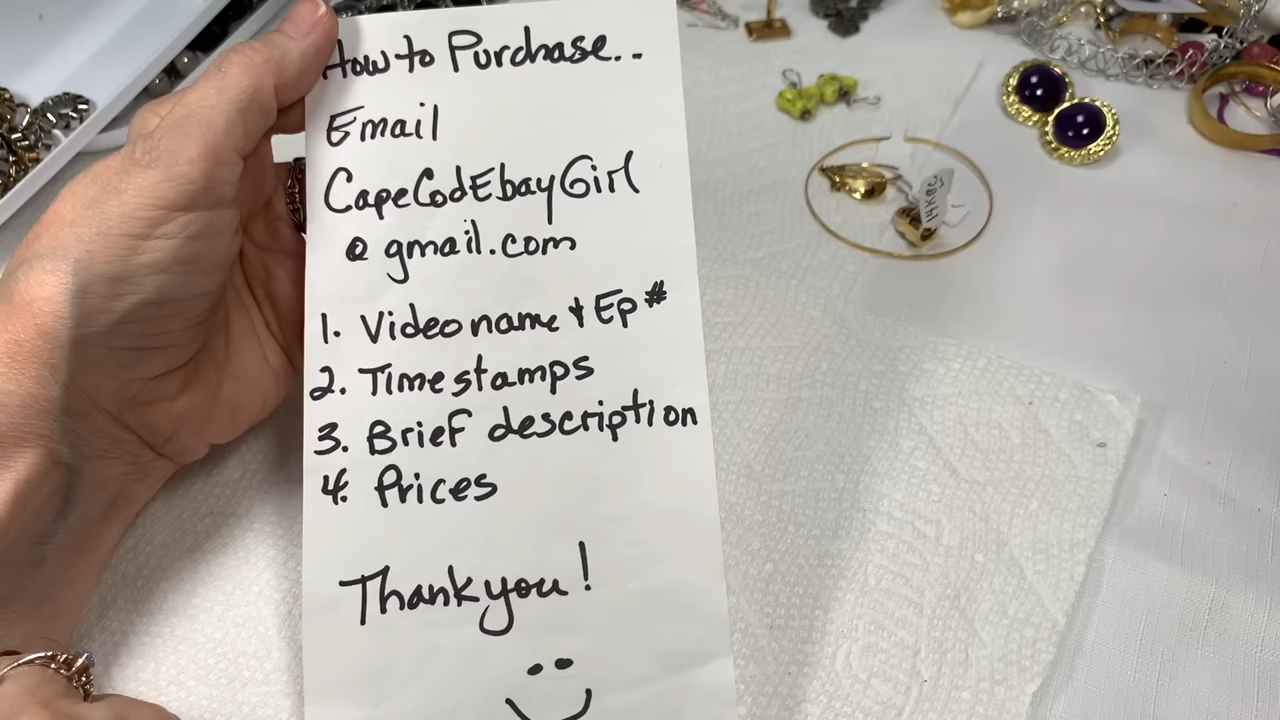 How to Purchase..
Email
CapeCodEbayGirl
@gmail.com
1. Video name & Ep #
2. Timestamps
3. Brief description
4. Prices
Thank you!
14KBG